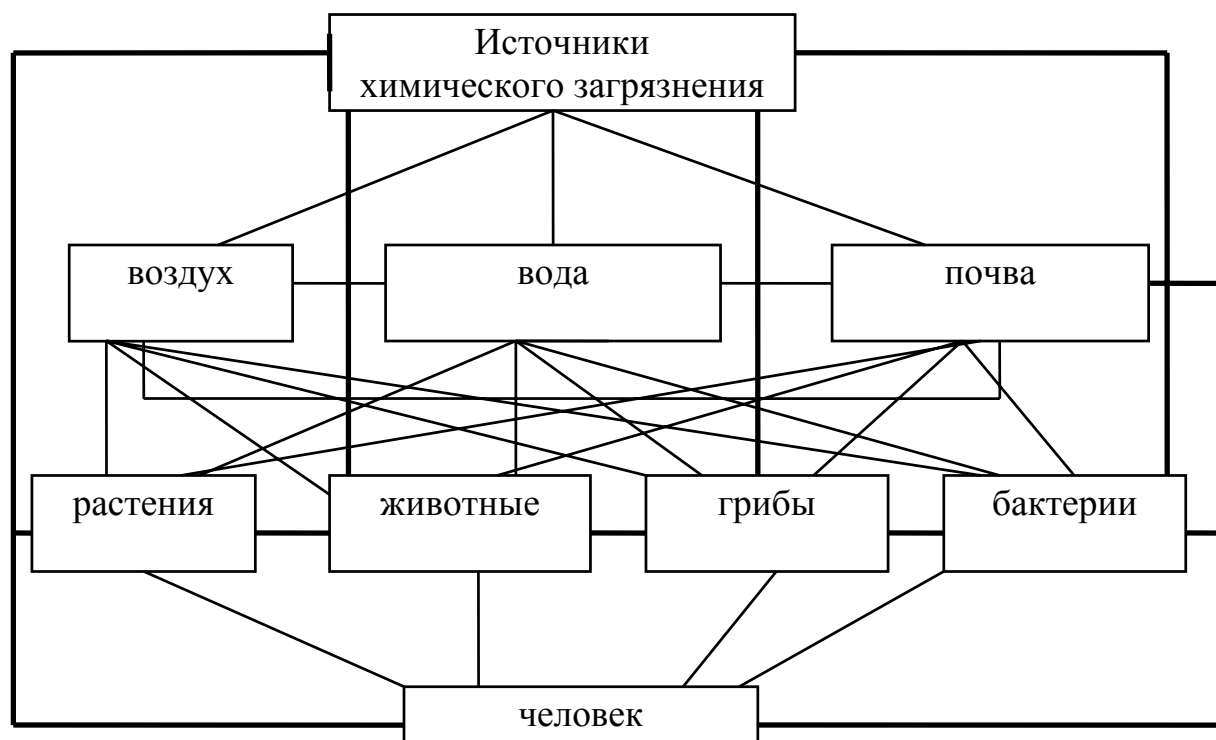 Источники
химического загрязнения
воздух
вода
почва
растения
животные
грибы
бактерии
человек